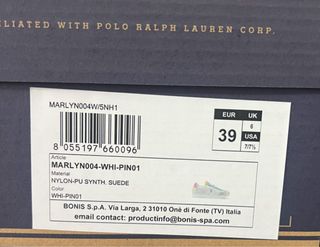 ILIATED WITH POLO RALPH LAUREN CORP.
MARLYN004W/5NH1
8 055197 660096
EUR UK
39 6
USA
7/7½
Article
MARLYN004-WHI-PIN01
Material
NYLON-PU SYNTH. SUEDE
Color
WHI-PIN01
BONIS S.p.A. Via Larga, 2 31010 Onè di Fonte (TV) Italia
email contact: productinfo@bonis-spa.com